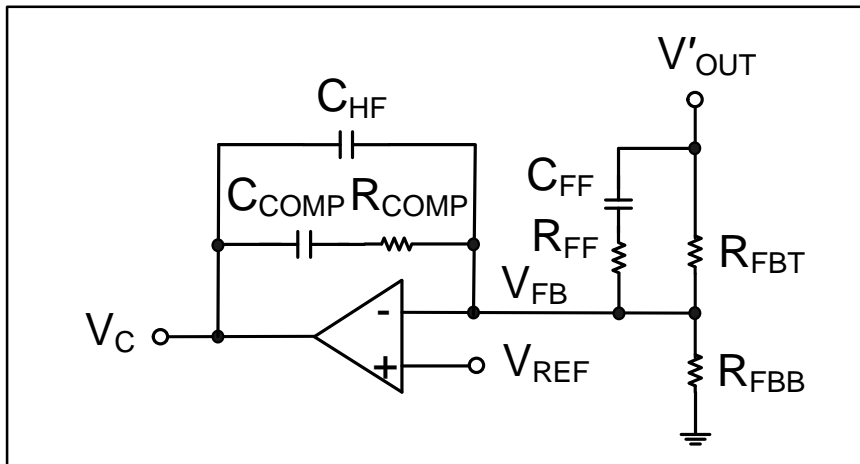 V'OUT
CHF
CFF
CCOMP RCOMP
RFF
RFBT
VFB
-
VC
+
VREF
RFBB